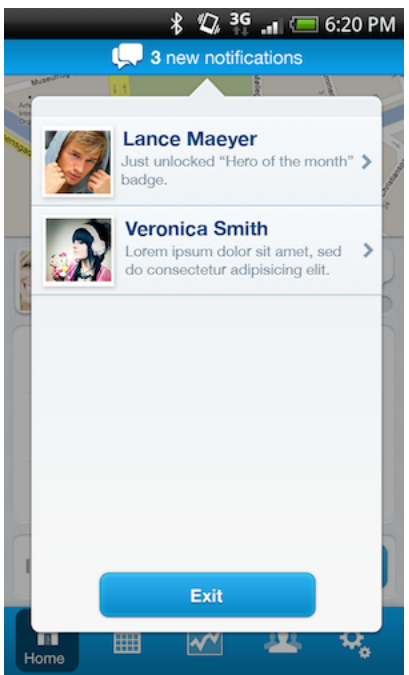 3G 6:20 PM
3 new notifications
Lance Maeyer
Just unlocked “Hero of the month”
badge.
Veronica Smith
Lorem ipsum dolor sit amet, sed
do consectetur adipisicing elit.
Exit
Home